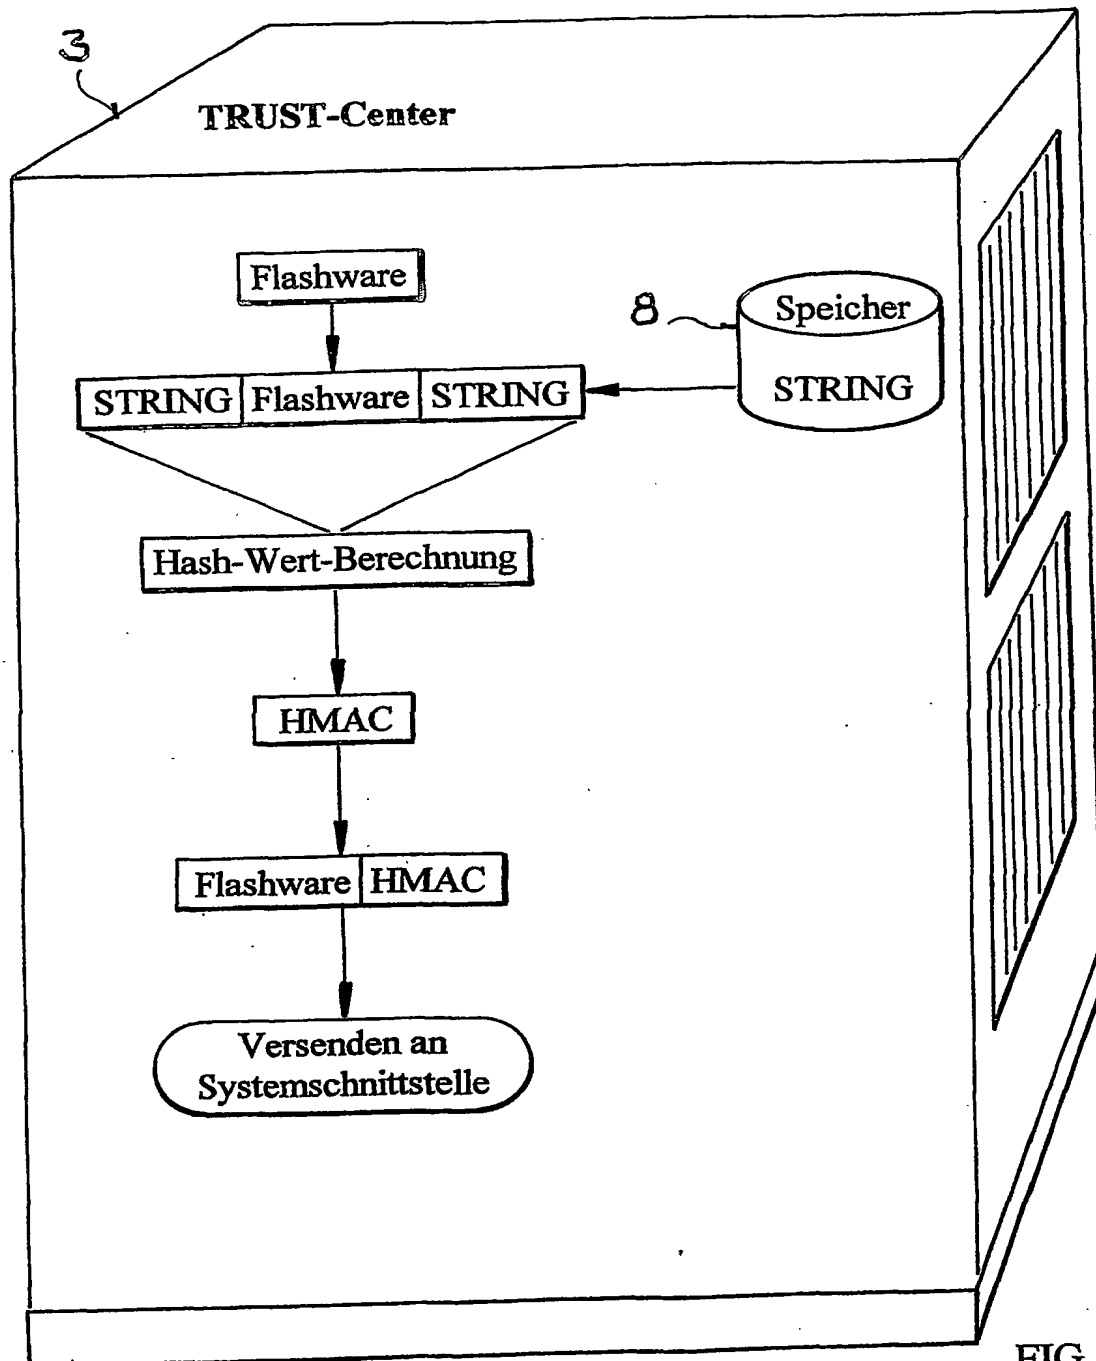 3
TRUST-Center
Flashware
8
Speicher
STRING
STRING Flashware STRING
Hash-Wert-Berechnung
HMAC
Flashware HMAC
Versenden an
Systemschnittstelle
FIG